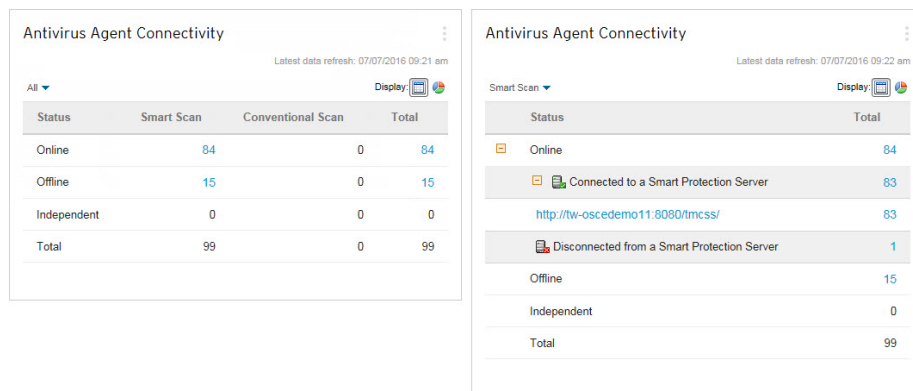 Antivirus Agent Connectivity
Latest data refresh: 07/07/2016 09:21 am
All Display:
Status Smart Scan Conventional Scan Total
Online 84 0 84
Offline 15 0 15
Independent 0 0 0
Total 99 0 99
Antivirus Agent Connectivity
Latest data refresh: 07/07/2016 09:22 am
Smart Scan Display:
Status Total
Online 84
Connected to a Smart Protection Server 83
http://tw-oscedemo11:8080/tmcss/ 83
Disconnected from a Smart Protection Server 1
Offline 15
Independent 0
Total 99